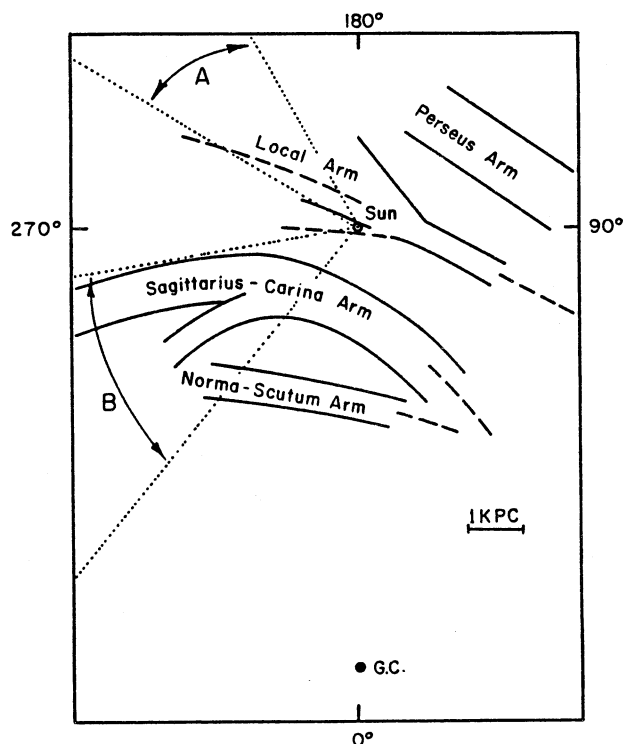 180°
A
Perseus Arm
Local Arm
Sun
270°
90°
Sagittarius-Carina Arm
B
Norma-Scutum Arm
1KPC
G.C.
0°